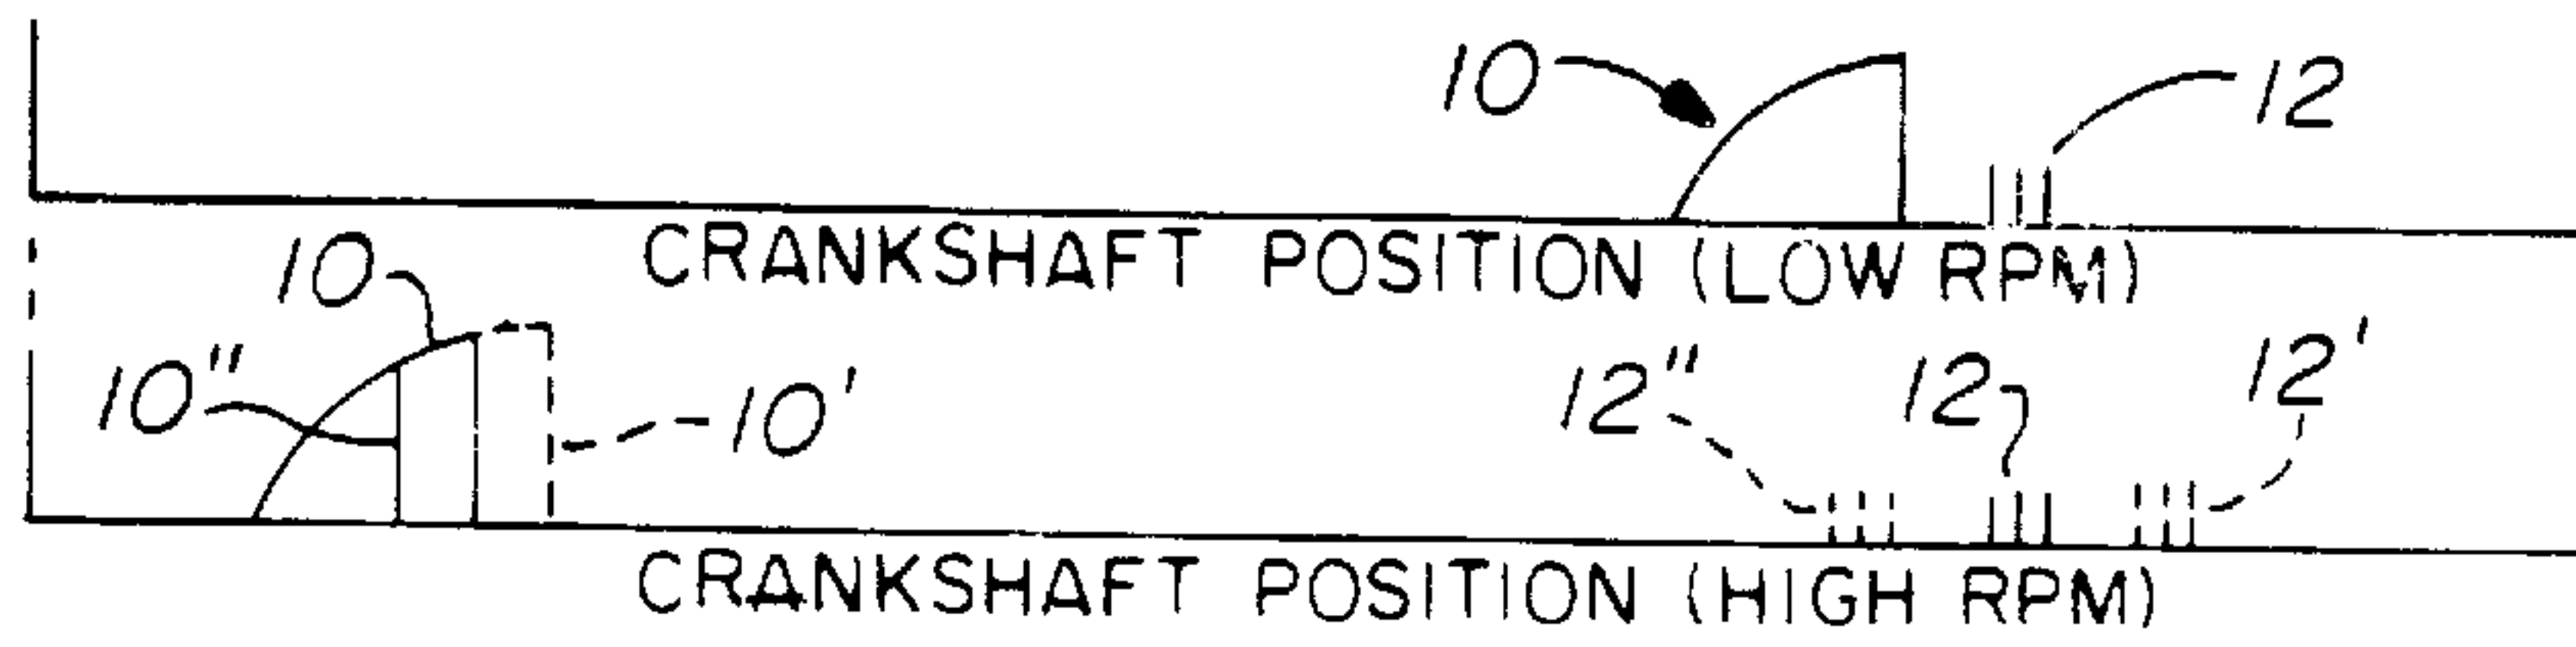 10 12
CRANKSHAFT POSITION (LOW RPM)
10
10" 10' 12" 12 12'
CRANKSHAFT POSITION (HIGH RPM)